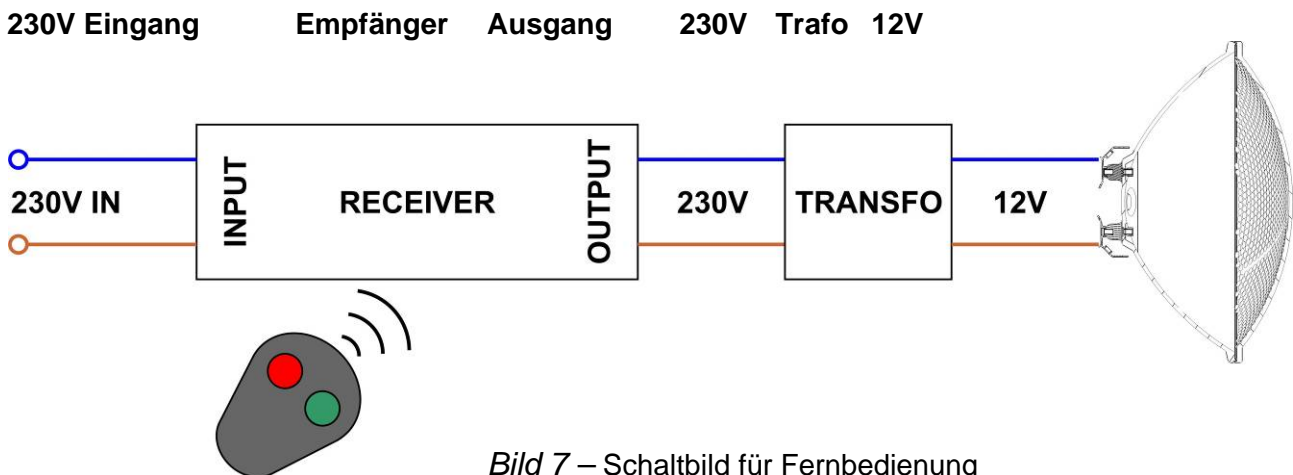 230V Eingang Empfänger Ausgang 230V Trafo 12V
230V IN
INPUT
RECEIVER
OUTPUT
230V
TRANSFO
12V
Bild 7 – Schaltbild für Fernbedienung